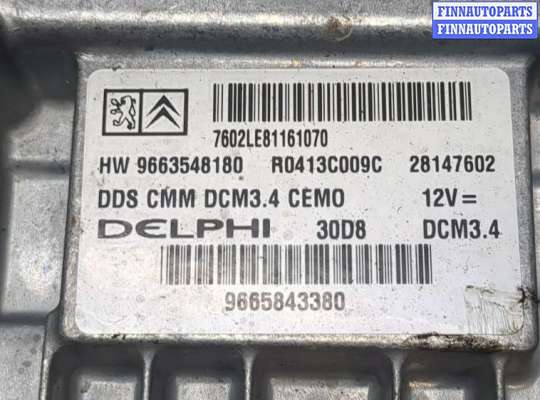 FINNAUTOPARTS
FINNAUTOPARTS
7602LE81161070
HW 9663548180 R0413C009C 28147602
DDS CMM DCM3.4 CEMO 12V =
DELPHI 30D8 DCM3.4
9665843380